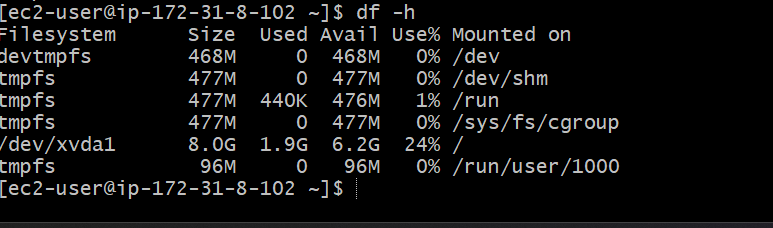 [ec2-user@ip-172-31-8-102 ~]$ df -h
Filesystem      Size  Used Avail Use% Mounted on
devtmpfs        468M     0  468M   0% /dev
tmpfs           477M     0  477M   0% /dev/shm
tmpfs           477M  440K  476M   1% /run
tmpfs           477M     0  477M   0% /sys/fs/cgroup
/dev/xvda1      8.0G  1.9G  6.2G  24% /
tmpfs            96M     0   96M   0% /run/user/1000
[ec2-user@ip-172-31-8-102 ~]$